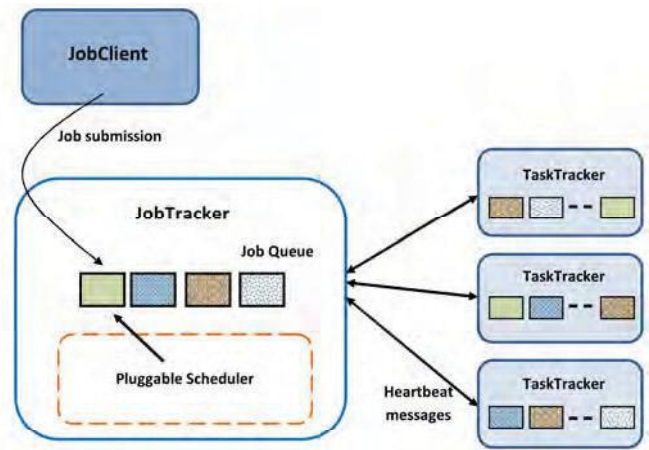 JobClient
Job submission
JobTracker
Job Queue
Pluggable Scheduler
TaskTracker
TaskTracker
TaskTracker
Heartbeat
messages